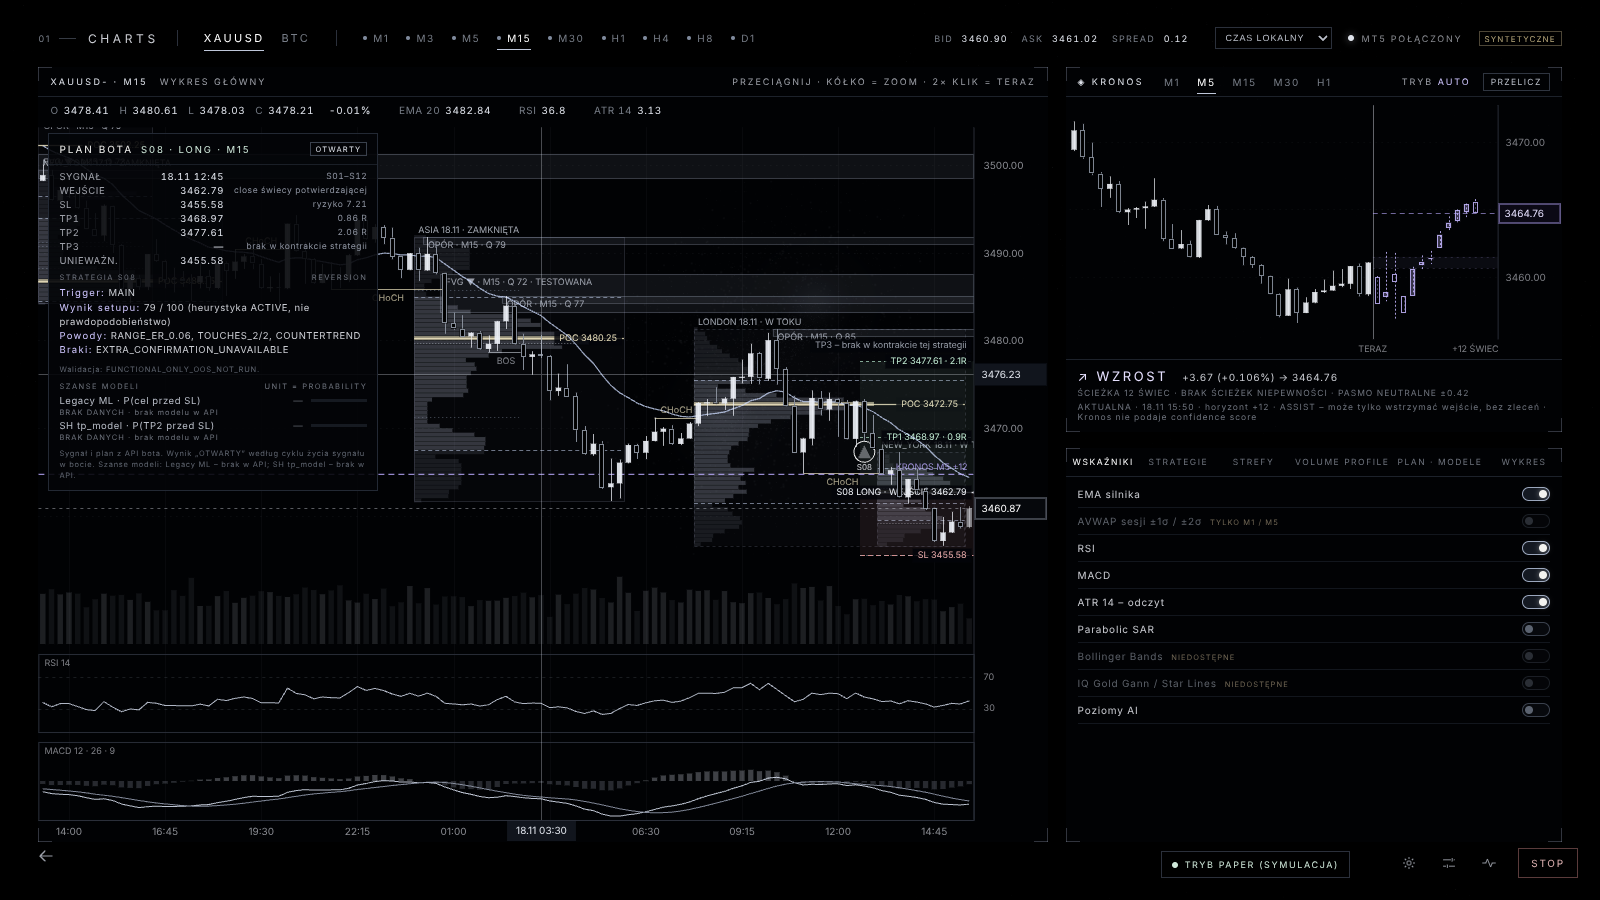 01 — CHARTS XAUUSD BTC • M1 • M3 • M5 • M15 • M30 • H1 • H4 • H8 • D1 BID 3460.90 ASK 3461.02 SPREAD 0.12 CZAS LOKALNY MT5 POŁĄCZONY SYNTETYCZNE
XAUUSD- · M15 WYKRES GŁÓWNY PRZECIĄGNIJ · KÓŁKO = ZOOM · 2× KLIK = TERAZ
O 3478.41 H 3480.61 L 3478.03 C 3478.21 -0.01% EMA 20 3482.84 RSI 36.8 ATR 14 3.13
PLAN BOTA S08 · LONG · M15 OTWARTY
SYGNAŁ 18.11 12:45 S01–S12
WEJŚCIE 3462.79 close świecy potwierdzającej
SL 3455.58 ryzyko 7.21
TP1 3468.97 0.86 R
TP2 3477.61 2.06 R
TP3 — brak w kontrakcie strategii
UNIEWAŻN. 3455.58
STRATEGIA S08 REVERSION
Trigger: MAIN
Wynik setupu: 79 / 100 (heurystyka ACTIVE, nie
prawdopodobieństwo)
Powody: RANGE_ER_0.06, TOUCHES_2/2, COUNTERTREND
Braki: EXTRA_CONFIRMATION_UNAVAILABLE
Walidacja: FUNCTIONAL_ONLY_OOS_NOT_RUN.
SZANSE MODELI UNIT = PROBABILITY
Legacy ML · P(cel przed SL) —
BRAK DANYCH · brak modelu w API
SH tp_model · P(TP2 przed SL) —
BRAK DANYCH · brak modelu w API
Sygnał i plan z API bota. Wynik „OTWARTY” według cyklu życia sygnału
w bocie. Szanse modeli: Legacy ML – brak w API; SH tp_model – brak w
API.
ASIA 18.11 · ZAMKNIĘTA
OPÓR · M15 · Q 79
FVG ▼ · M15 · Q 72 · TESTOWANA
OPÓR · M15 · Q 77
CHoCH
POC 3480.25
BOS
LONDON 18.11 · W TOKU
OPÓR · M15 · Q 85
TP3 – brak w kontrakcie tej strategii
TP2 3477.61 · 2.1R
CHoCH
POC 3472.75
TP1 3468.97 · 0.9R
S08
KRONOS M5 +12
CHoCH
S08 LONG · WEJŚCIE 3462.79
SL 3455.58
3500.00
3490.00
3480.00
3476.23
3470.00
3460.87
RSI 14
70
30
MACD 12 · 26 · 9
14:00 16:45 19:30 22:15 01:00 18.11 03:30 06:30 09:15 12:00 14:45
◈ KRONOS M1 M5 M15 M30 H1 TRYB AUTO PRZELICZ
3470.00
3464.76
3460.00
TERAZ +12 ŚWIEC
↗ WZROST +3.67 (+0.106%) → 3464.76
ŚCIEŻKA 12 ŚWIEC · BRAK ŚCIEŻEK NIEPEWNOŚCI · PASMO NEUTRALNE ±0.42
AKTUALNA · 18.11 15:50 · horyzont +12 · ASSIST – może tylko wstrzymać wejście, bez zleceń ·
Kronos nie podaje confidence score
WSKAŹNIKI STRATEGIE STREFY VOLUME PROFILE PLAN · MODELE WYKRES
EMA silnika
AVWAP sesji ±1σ / ±2σ TYLKO M1 / M5
RSI
MACD
ATR 14 – odczyt
Parabolic SAR
Bollinger Bands NIEDOSTĘPNE
IQ Gold Gann / Star Lines NIEDOSTĘPNE
Poziomy AI
TRYB PAPER (SYMULACJA) STOP